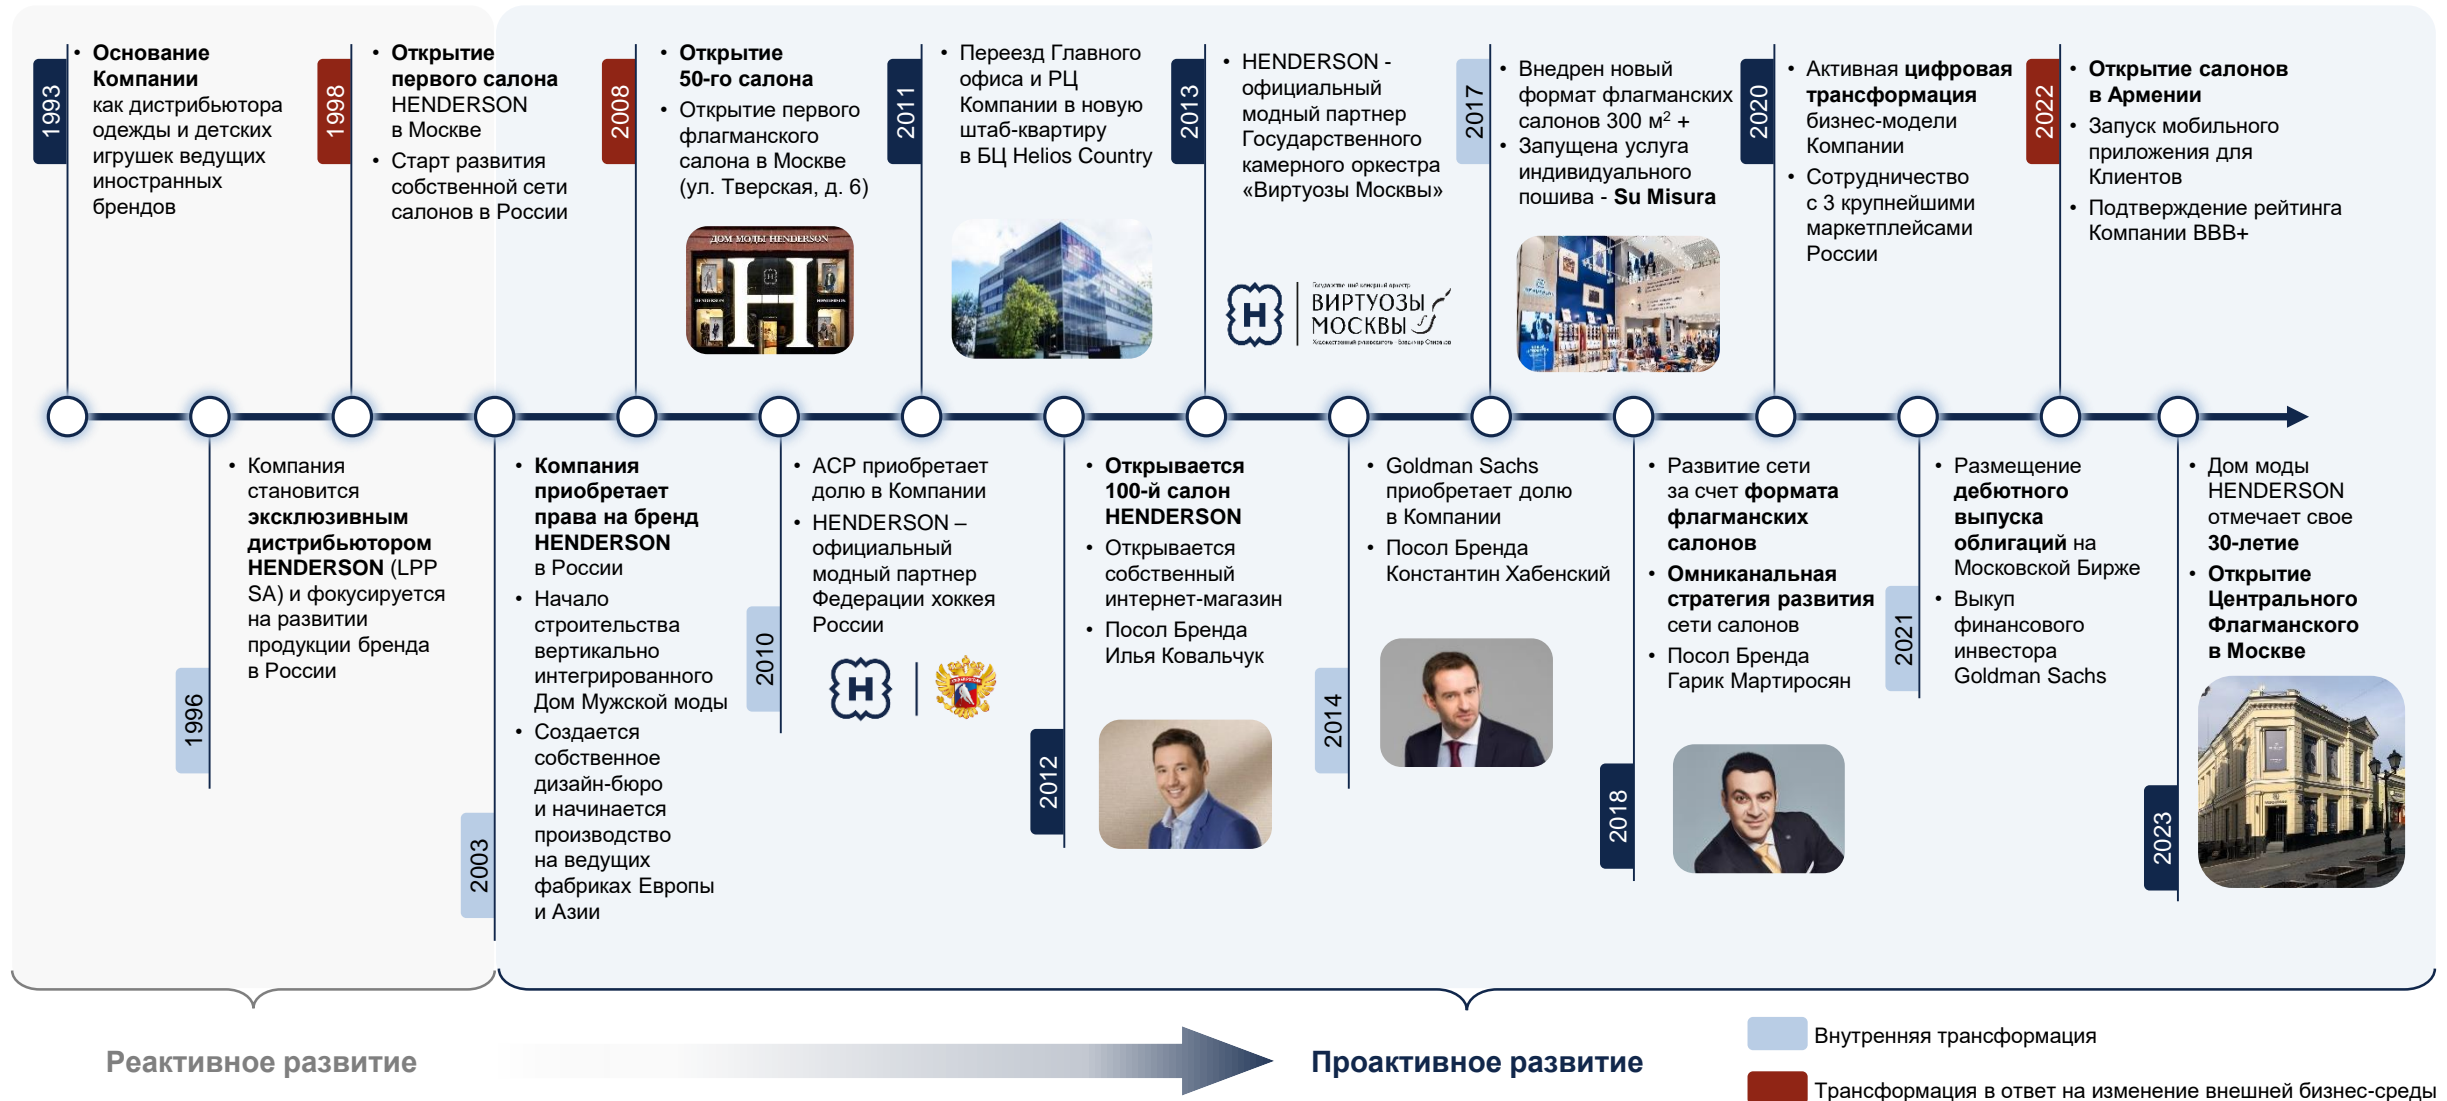 1993
• Основание
Компании
как дистрибьютора
одежды и детских
игрушек ведущих
иностранных
брендов
1998
• Открытие
первого салона
HENDERSON
в Москве
• Старт развития
собственной сети
салонов в России
2008
• Открытие
50-го салона
• Открытие первого
флагманского
салона в Москве
(ул. Тверская, д. 6)
ДОМ МОДЫ HENDERSON
H
2011
• Переезд Главного
офиса и РЦ
Компании в новую
штаб-квартиру
в БЦ Helios Country
2013
• HENDERSON -
официальный
модный партнер
Государственного
камерного оркестра
«Виртуозы Москвы»
H
Государственный камерный оркестр
ВИРТУОЗЫ
МОСКВЫ
2017
• Внедрен новый
формат флагманских
салонов 300 м² +
• Запущена услуга
индивидуального
пошива - Su Misura
2020
• Активная цифровая
трансформация
бизнес-модели
Компании
• Сотрудничество
с 3 крупнейшими
маркетплейсами
России
2022
• Открытие салонов
в Армении
• Запуск мобильного
приложения для
Клиентов
• Подтверждение рейтинга
Компании BBB+
1996
• Компания
становится
эксклюзивным
дистрибьютором
HENDERSON (LPP
SA) и фокусируется
на развитии
продукции бренда
в России
2003
• Компания
приобретает
права на бренд
HENDERSON
в России
• Начало
строительства
вертикально
интегрированного
Дом Мужской моды
• Создается
собственное
дизайн-бюро
и начинается
производство
на ведущих
фабриках Европы
и Азии
2010
• ACP приобретает
долю в Компании
• HENDERSON –
официальный
модный партнер
Федерации хоккея
России
H
2012
• Открывается
100-й салон
HENDERSON
• Открывается
собственный
интернет-магазин
• Посол Бренда
Илья Ковальчук
2014
• Goldman Sachs
приобретает долю
в Компании
• Посол Бренда
Константин Хабенский
2018
• Развитие сети
за счет формата
флагманских
салонов
• Омниканальная
стратегия развития
сети салонов
• Посол Бренда
Гарик Мартиросян
2021
• Размещение
дебютного
выпуска
облигаций на
Московской Бирже
• Выкуп
финансового
инвестора
Goldman Sachs
2023
• Дом моды
HENDERSON
отмечает свое
30-летие
• Открытие
Центрального
Флагманского
в Москве
Реактивное развитие
Проактивное развитие
Внутренняя трансформация
Трансформация в ответ на изменение внешней бизнес-среды